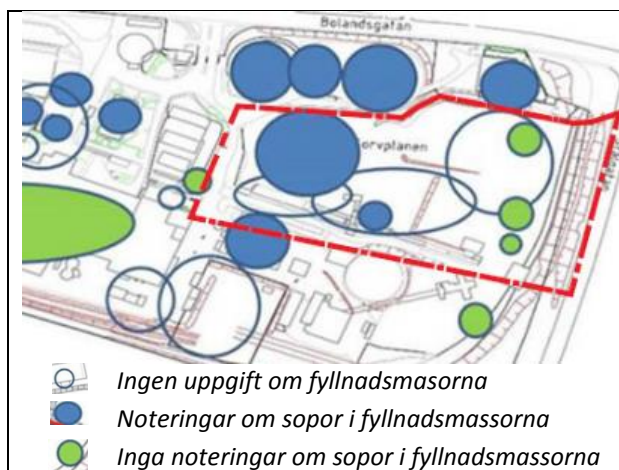 Bolandsgatan
orvplanen
Ingen uppgift om fyllnadsmasorna
Noteringar om sopor i fyllnadsmassorna
Inga noteringar om sopor i fyllnadsmassorna